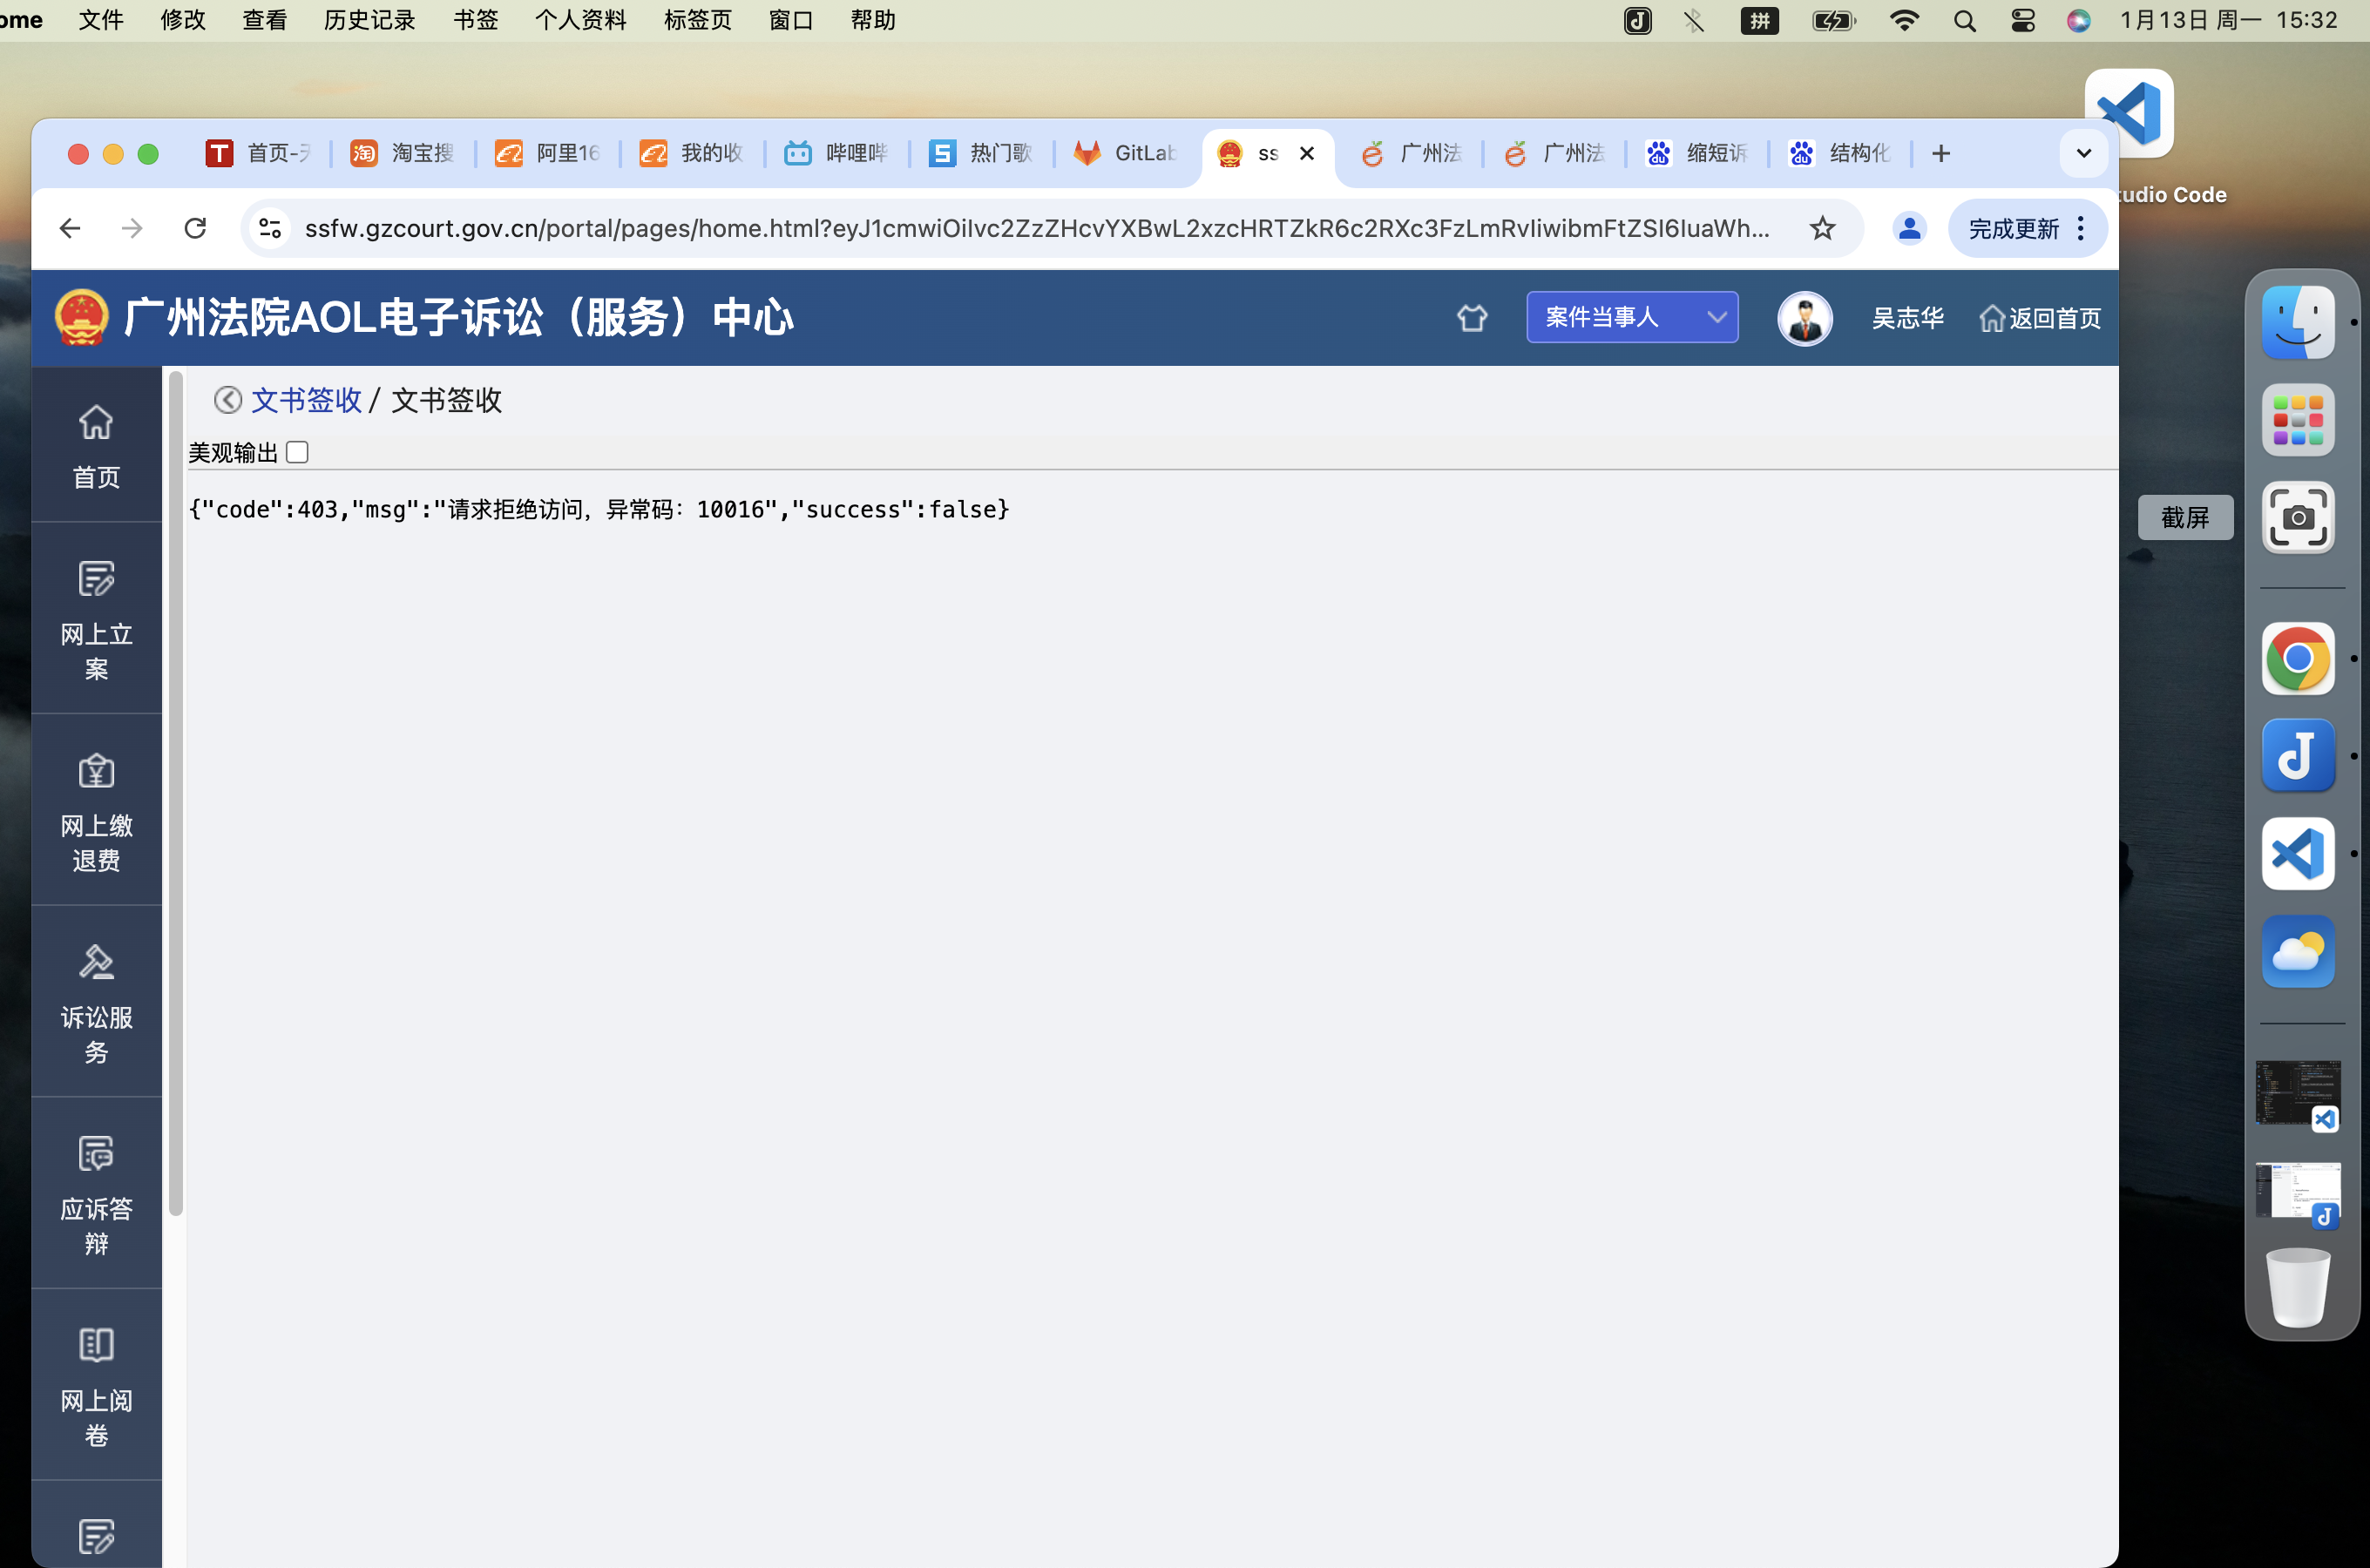 ome 文件 修改 查看 历史记录 书签 个人资料 标签页 窗口 帮助 拼 1月13日 周一 15:32
首页- 淘宝搜 阿里16 我的收 哔哩哔 热门歌 GitLab ss 广州法 广州法 缩短诉 结构化
tudio Code
ssfw.gzcourt.gov.cn/portal/pages/home.html?eyJ1cmwiOiIvc2ZzZHcvYXBwL2xzcHRTZkR6c2RXc3FzLmRvIiwibmFtZSI6IuaWh... 完成更新
广州法院AOL电子诉讼（服务）中心 案件当事人 吴志华 返回首页
文书签收 / 文书签收
美观输出
{"code":403,"msg":"请求拒绝访问，异常码：10016","success":false}
截屏
首页
网上立
案
网上缴
退费
诉讼服
务
应诉答
辩
网上阅
卷